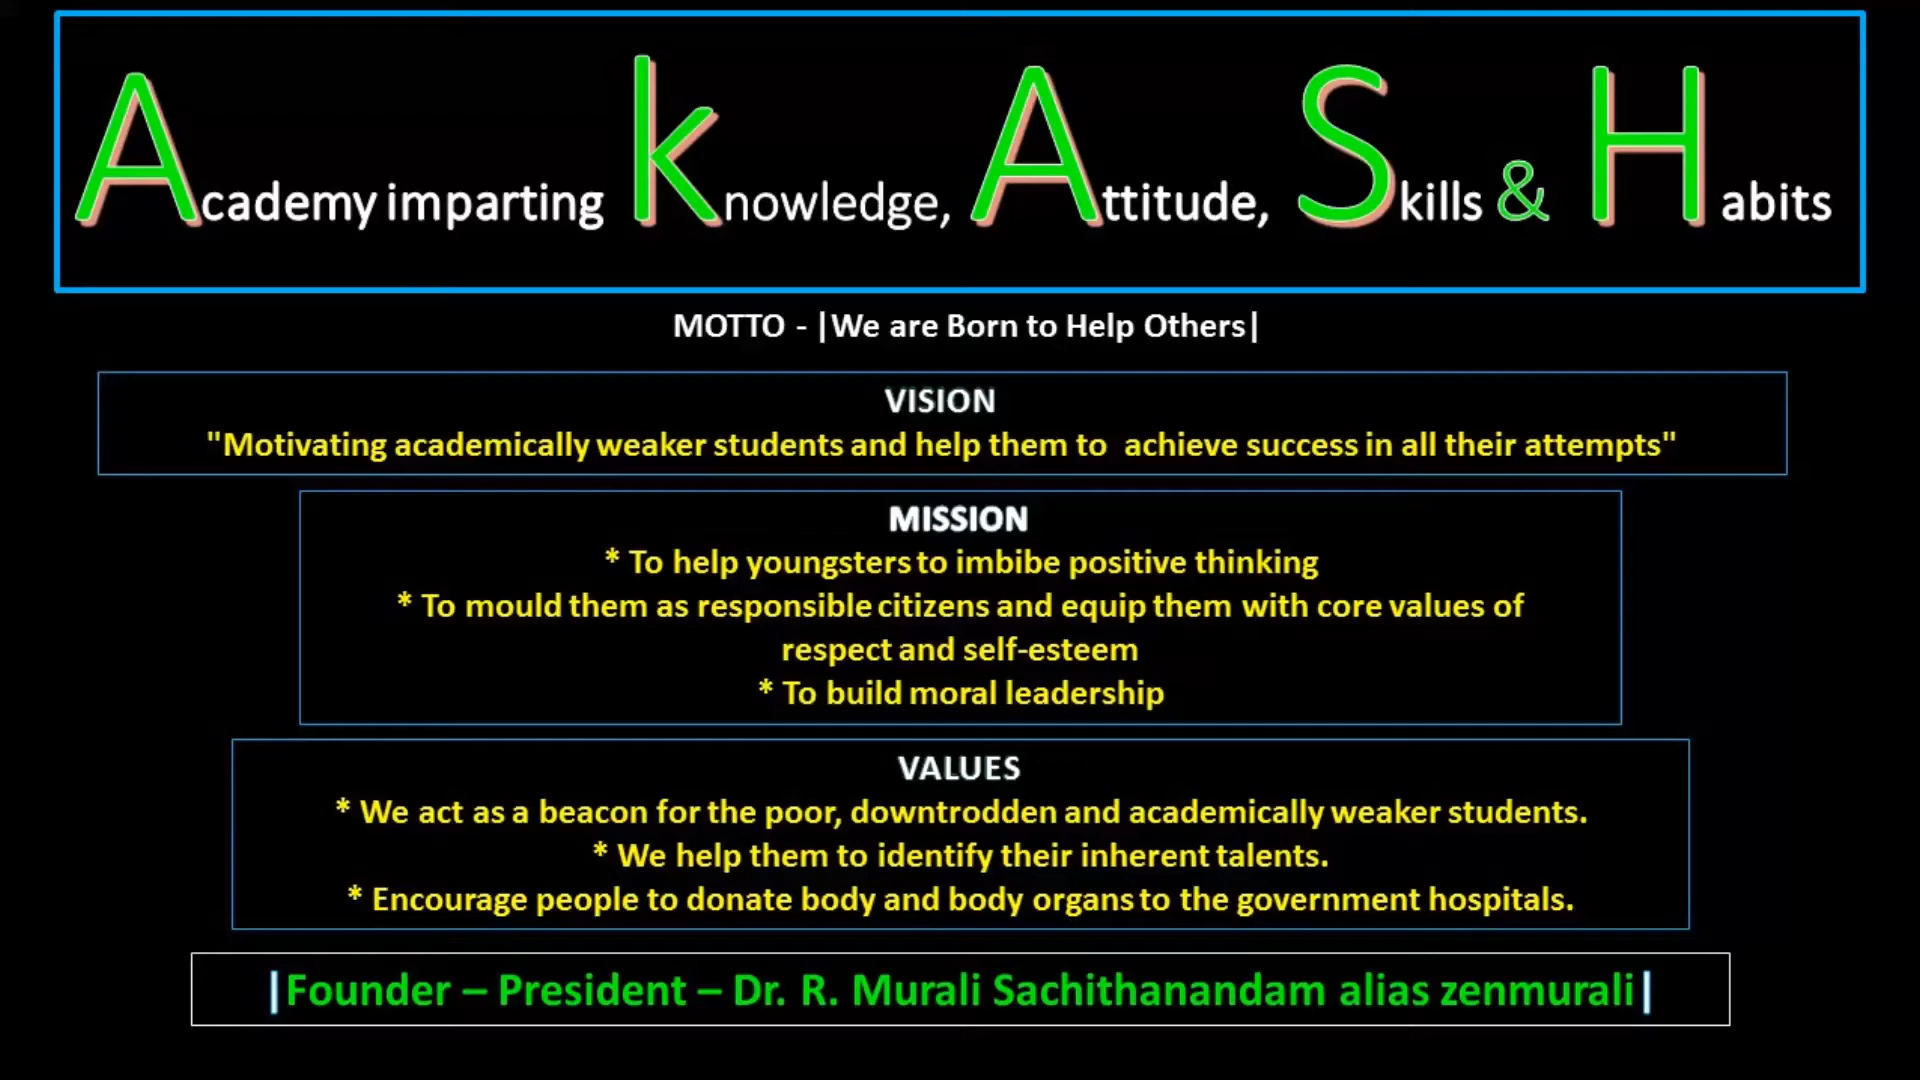 Academy imparting knowledge, Attitude, Skills & Habits
MOTTO - |We are Born to Help Others|
VISION
"Motivating academically weaker students and help them to achieve success in all their attempts"
MISSION
* To help youngsters to imbibe positive thinking
* To mould them as responsible citizens and equip them with core values of
respect and self-esteem
* To build moral leadership
VALUES
* We act as a beacon for the poor, downtrodden and academically weaker students.
* We help them to identify their inherent talents.
* Encourage people to donate body and body organs to the government hospitals.
|Founder – President – Dr. R. Murali Sachithanandam alias zenmurali|